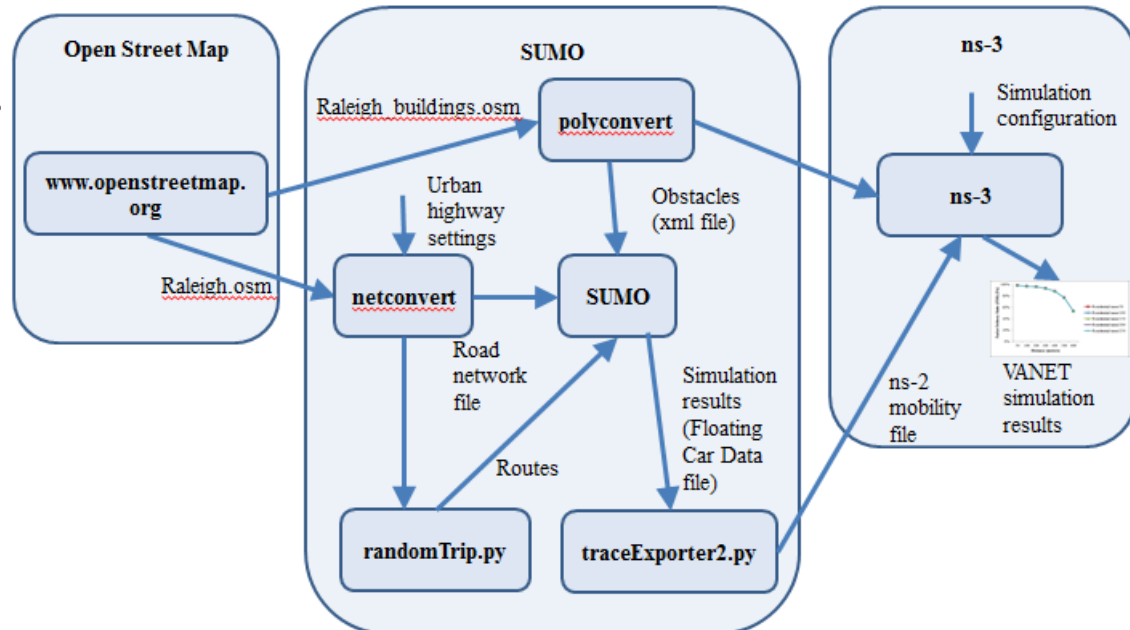 Open Street Map
www.openstreetmap.
org
SUMO
Raleigh_buildings.osm
polyconvert
Urban
highway
settings
Obstacles
(xml file)
Raleigh.osm
netconvert
SUMO
Road
network
file
Simulation
results
(Floating
Car Data
file)
Routes
randomTrip.py
traceExporter2.py
ns-3
Simulation
configuration
ns-3
ns-2
mobility
file
VANET
simulation
results